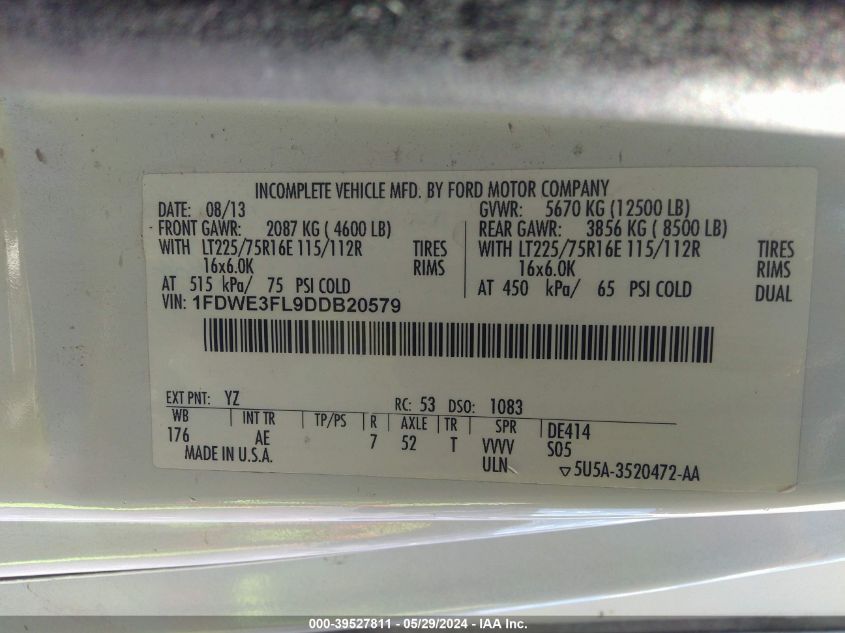 INCOMPLETE VEHICLE MFD. BY FORD MOTOR COMPANY
DATE: 08/13 GVWR: 5670 KG (12500 LB)
FRONT GAWR: 2087 KG ( 4600 LB) REAR GAWR: 3856 KG ( 8500 LB)
WITH LT225/75R16E 115/112R TIRES WITH LT225/75R16E 115/112R TIRES
16x6.0K RIMS 16x6.0K RIMS
AT 515 kPa/ 75 PSI COLD AT 450 kPa/ 65 PSI COLD DUAL
VIN: 1FDWE3FL9DDB20579
EXT PNT: YZ RC: 53 DSO: 1083
WB INT TR TP/PS R AXLE TR SPR DE414
176 AE 7 52 T VVVV S05
MADE IN U.S.A. ULN ▽5U5A-3520472-AA
000-39527811 - 05/29/2024 - IAA Inc.